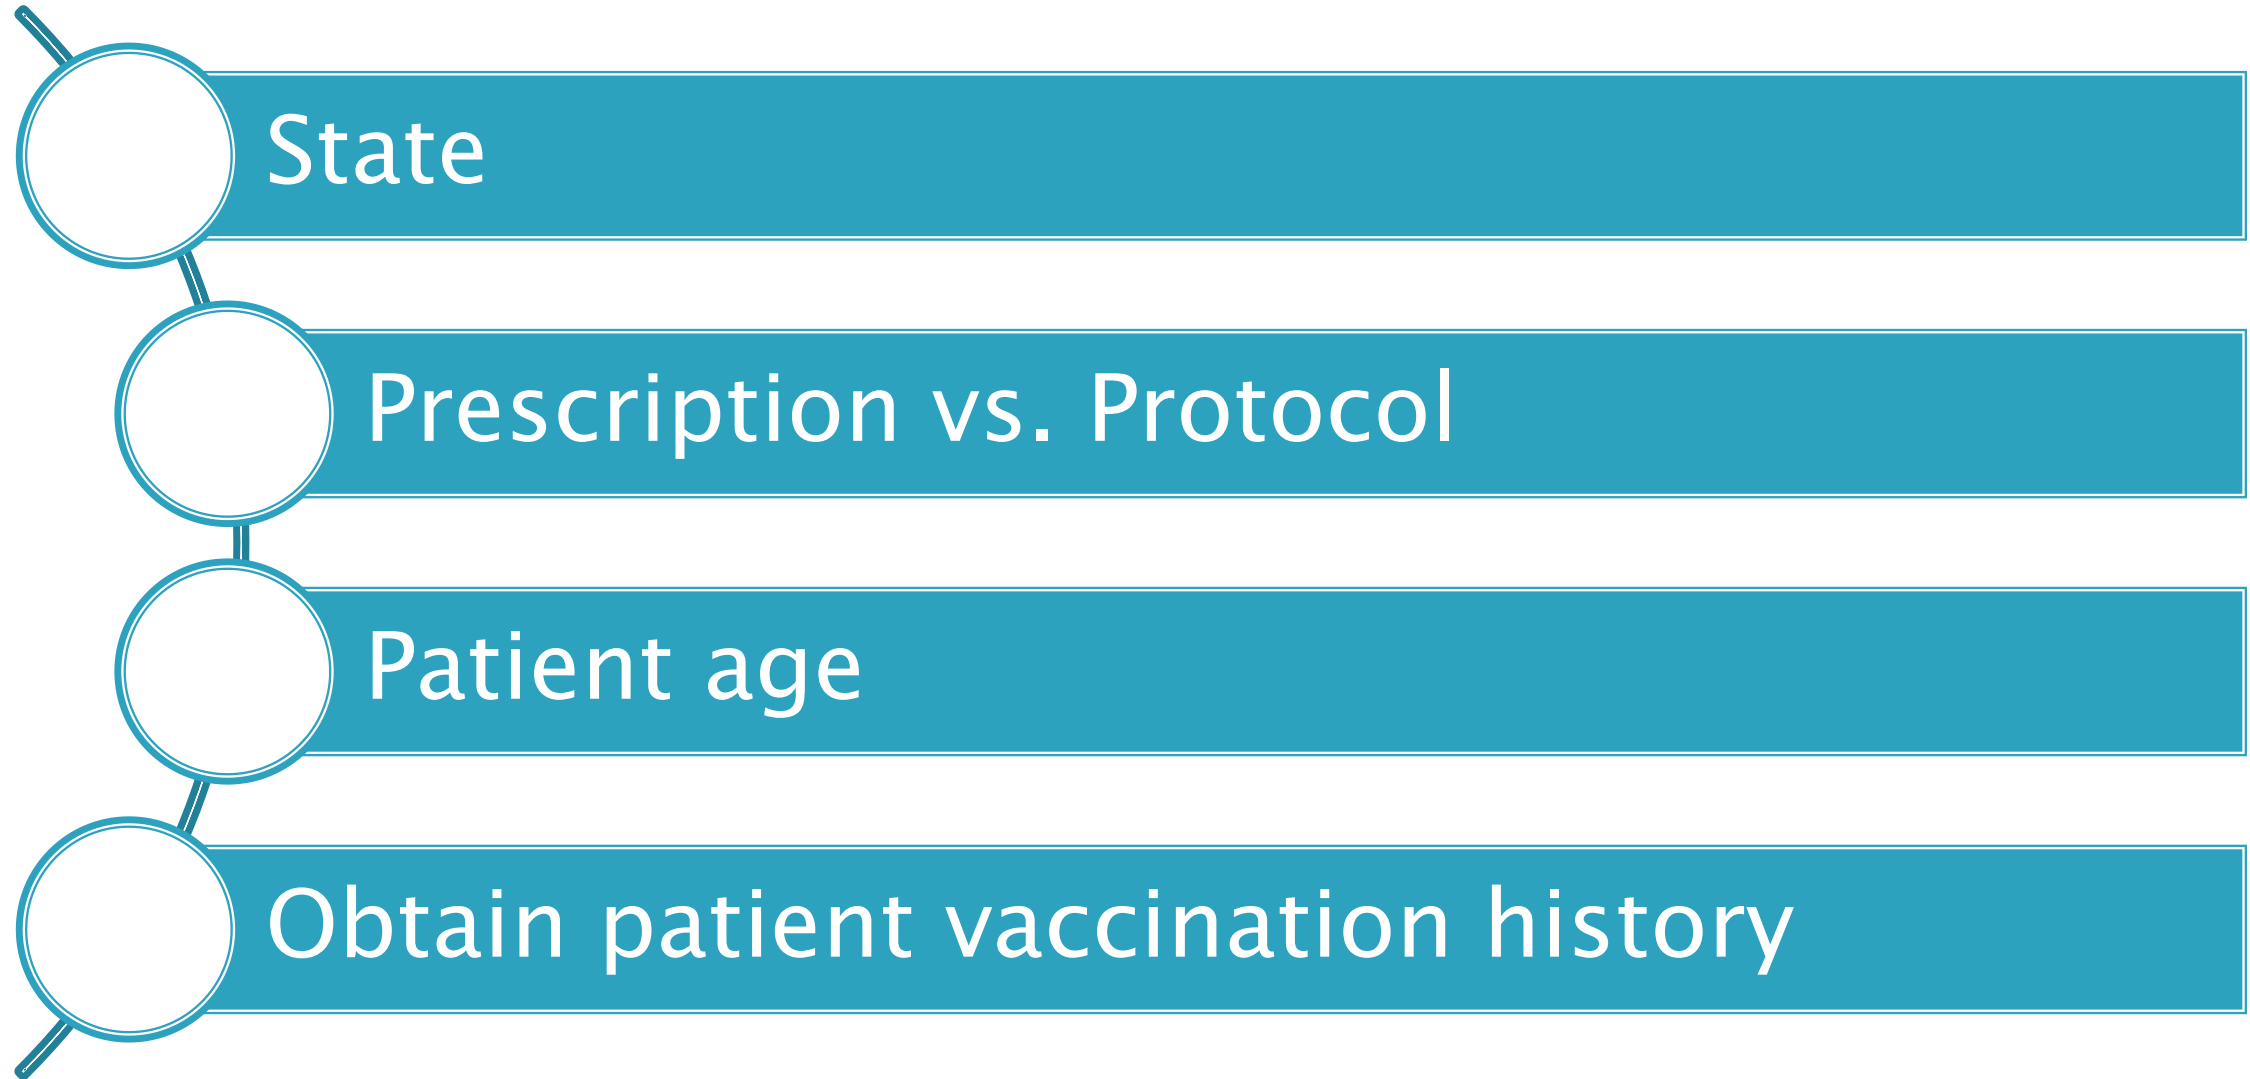 State
Prescription vs. Protocol
Patient age
Obtain patient vaccination history